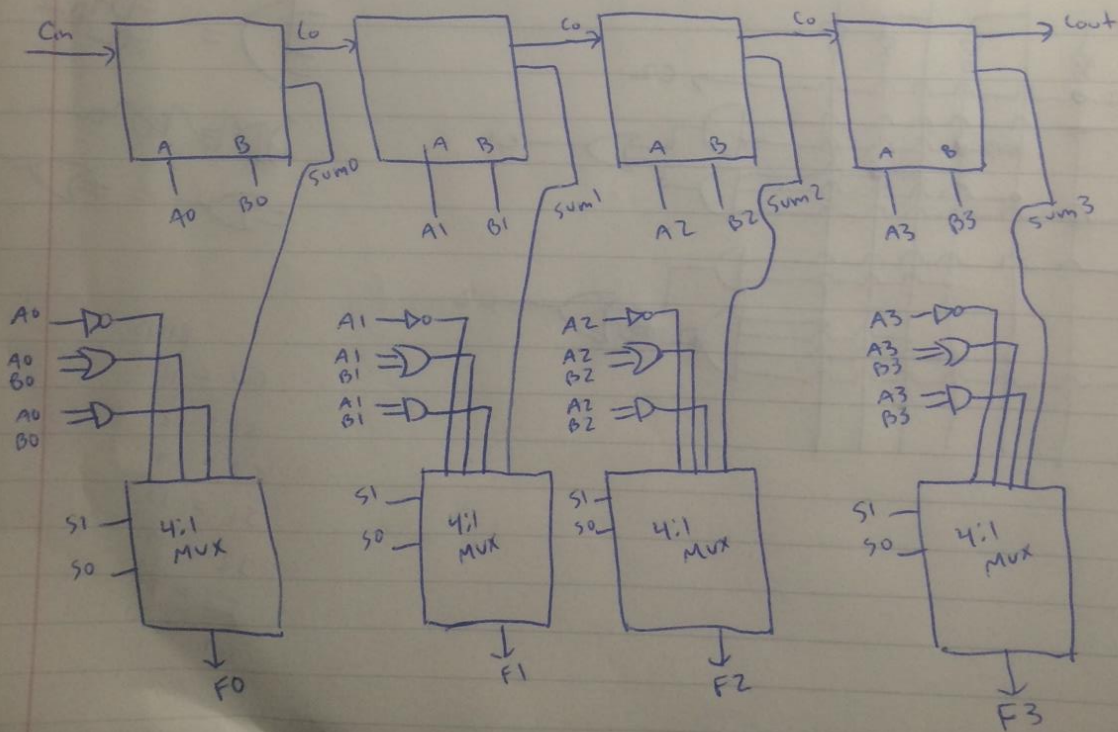 Cin Co Co Co Cout
A B A B A B A B
Sum0 Sum1 Sum2 Sum3
A0 B0 A1 B1 A2 B2 A3 B3
A0 A1 A2 A3
A0 A1 A2 A3
B0 B1 B2 B3
A0 A1 A2 A3
B0 B1 B2 B3
S1 4:1 S1 4:1 S1 4:1 S1 4:1
S0 MUX S0 MUX S0 MUX S0 MUX
F0 F1 F2 F3